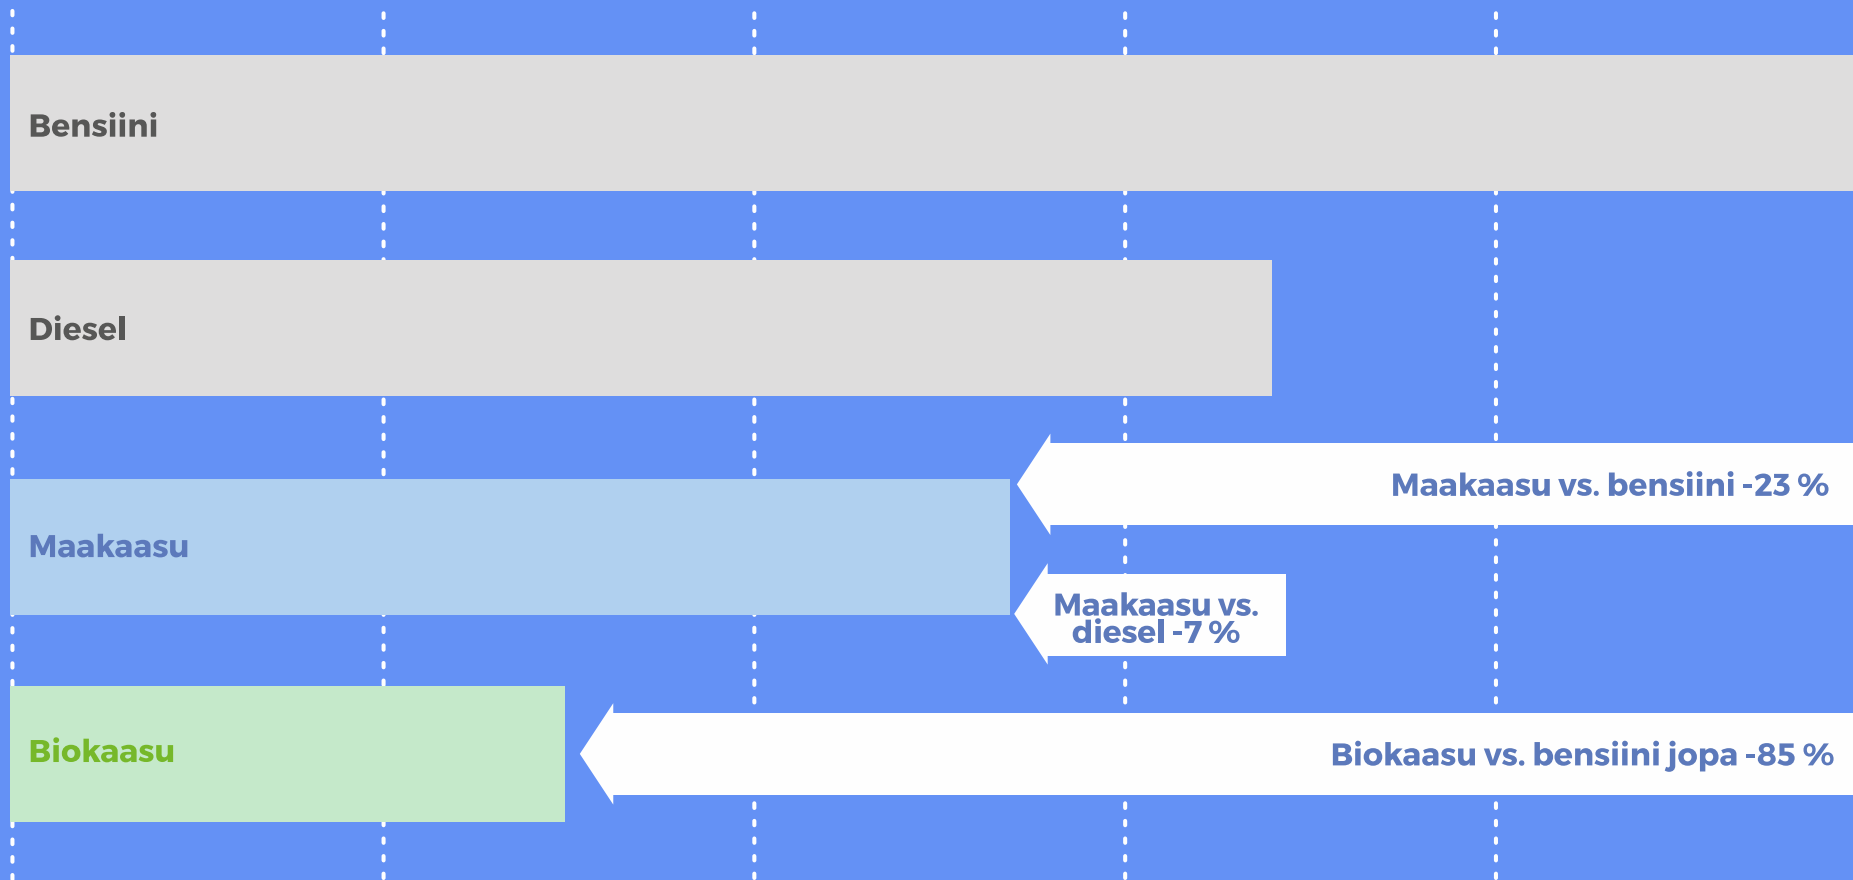 Bensiini
Diesel
Maakaasu vs. bensiini -23 %
Maakaasu
Maakaasu vs.
diesel -7 %
Biokaasu
Biokaasu vs. bensiini jopa -85 %